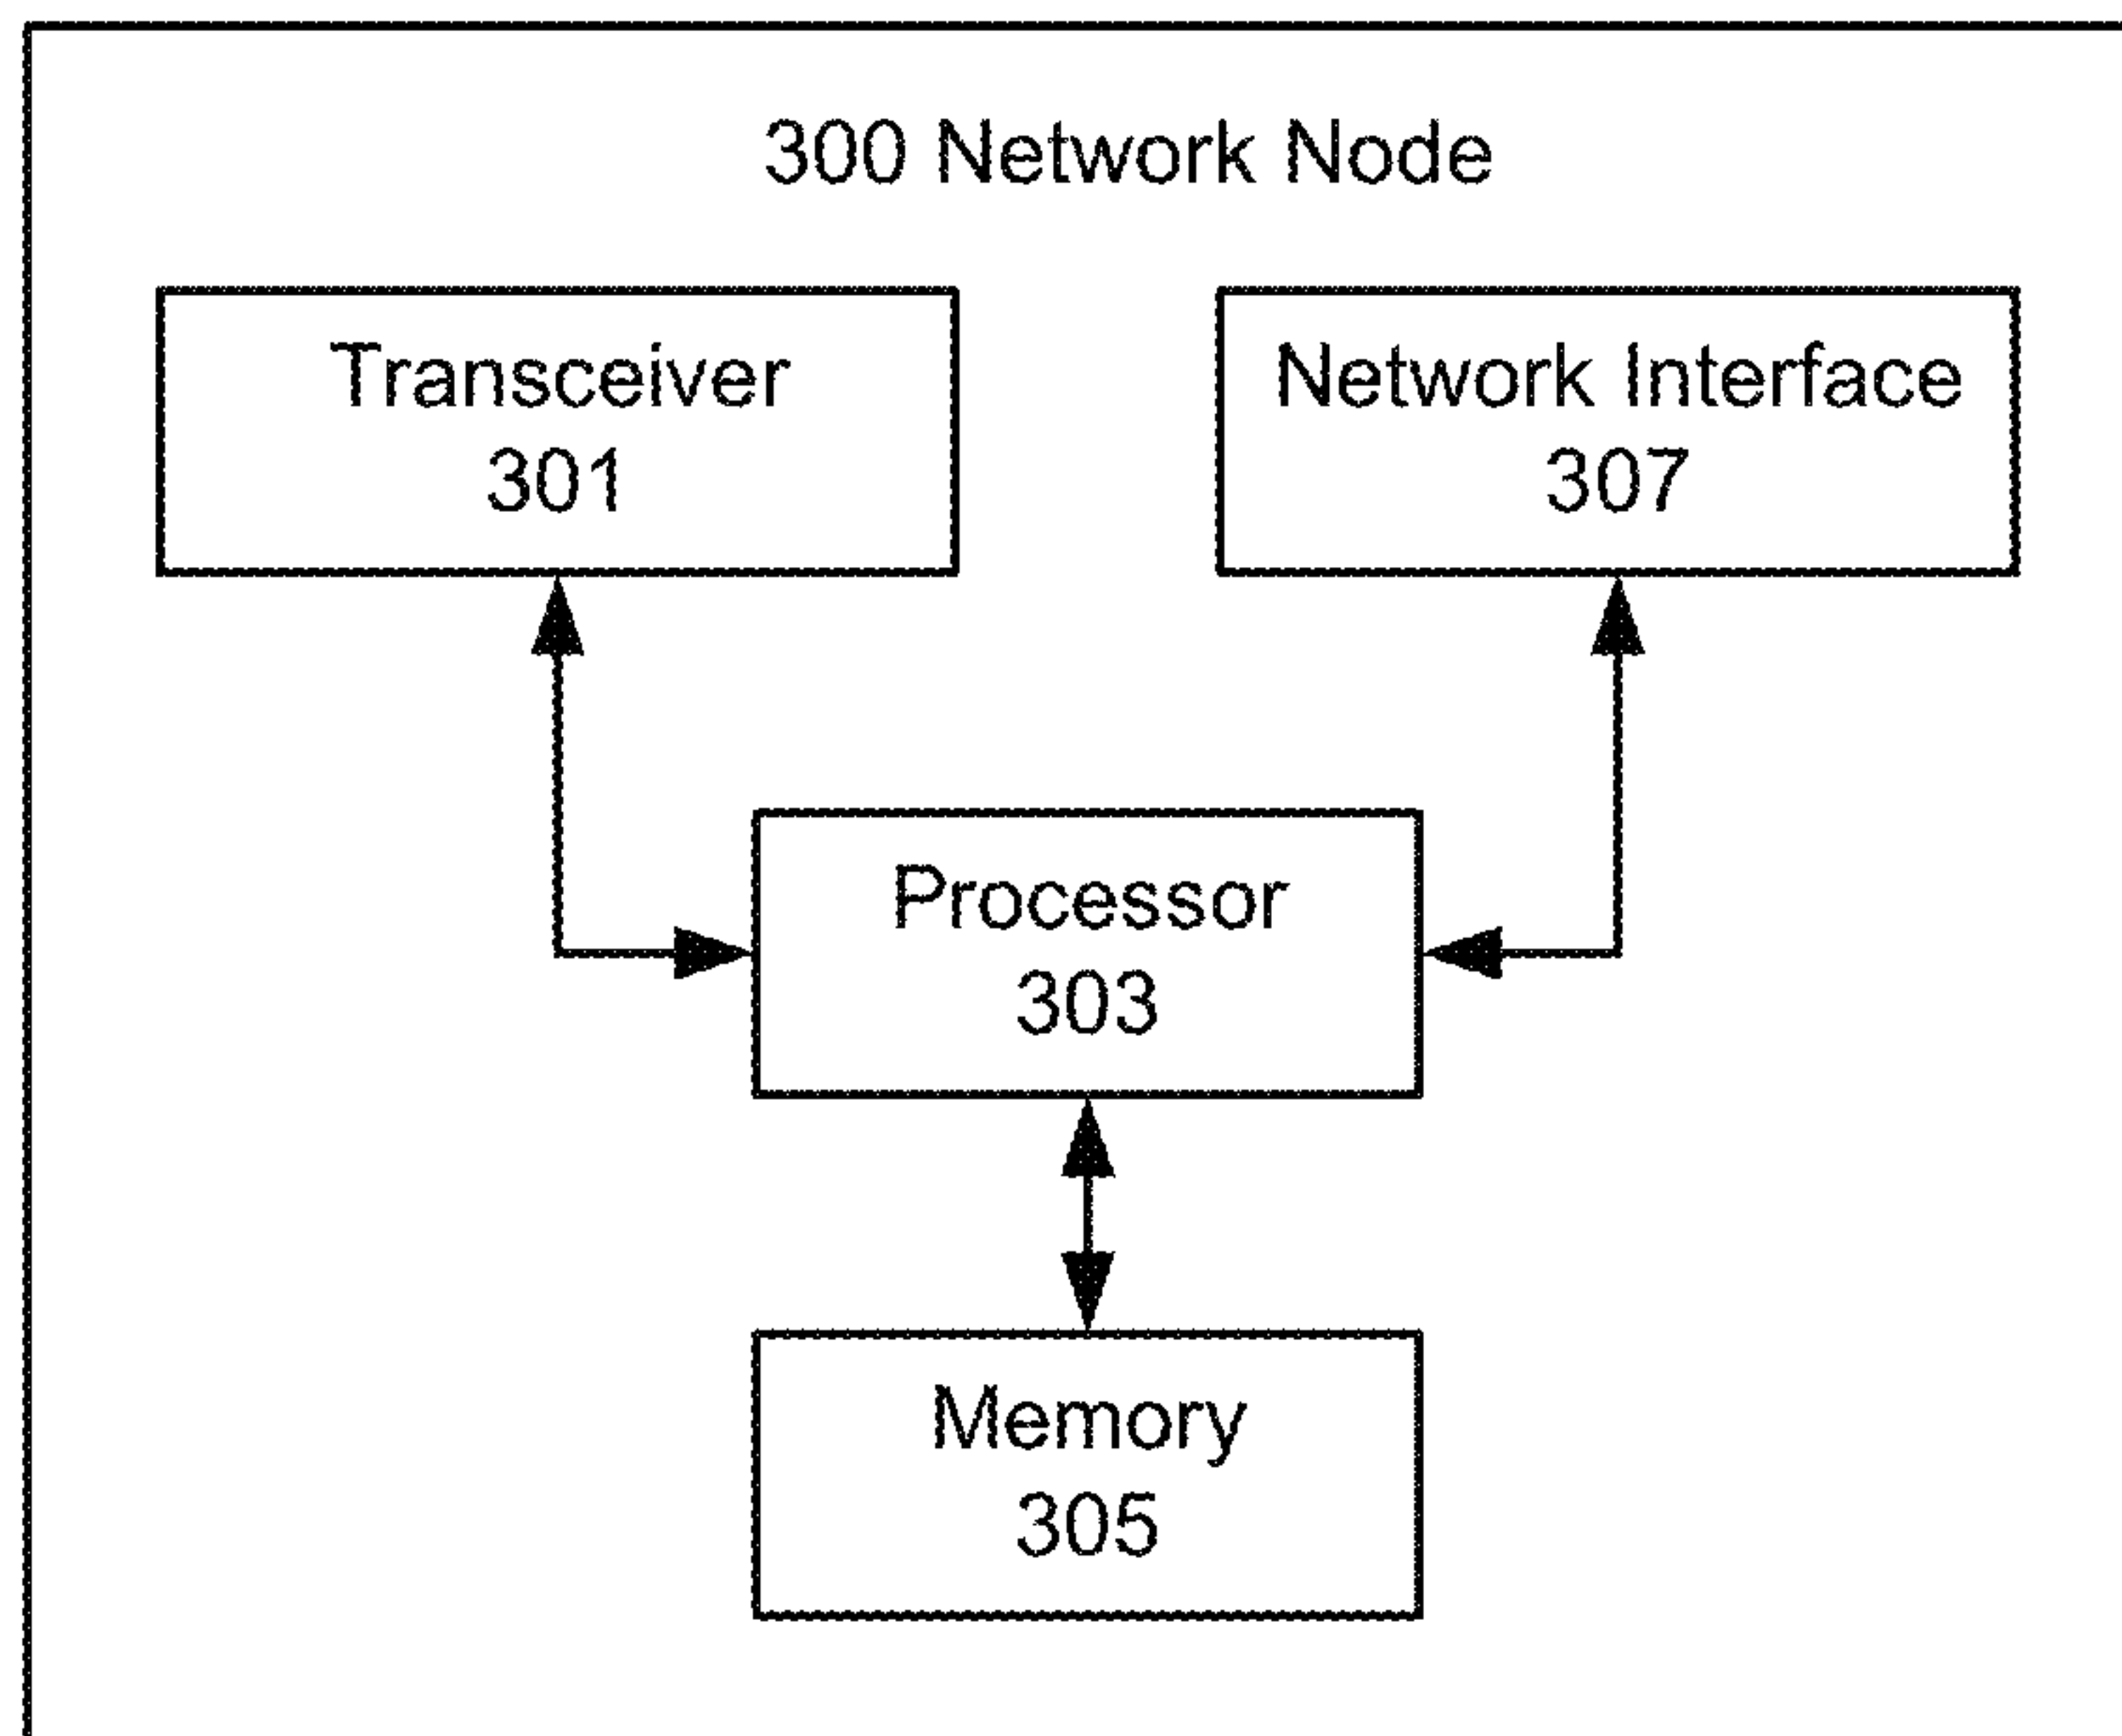 300 Network Node
Transceiver
301
Network Interface
307
Processor
303
Memory
305